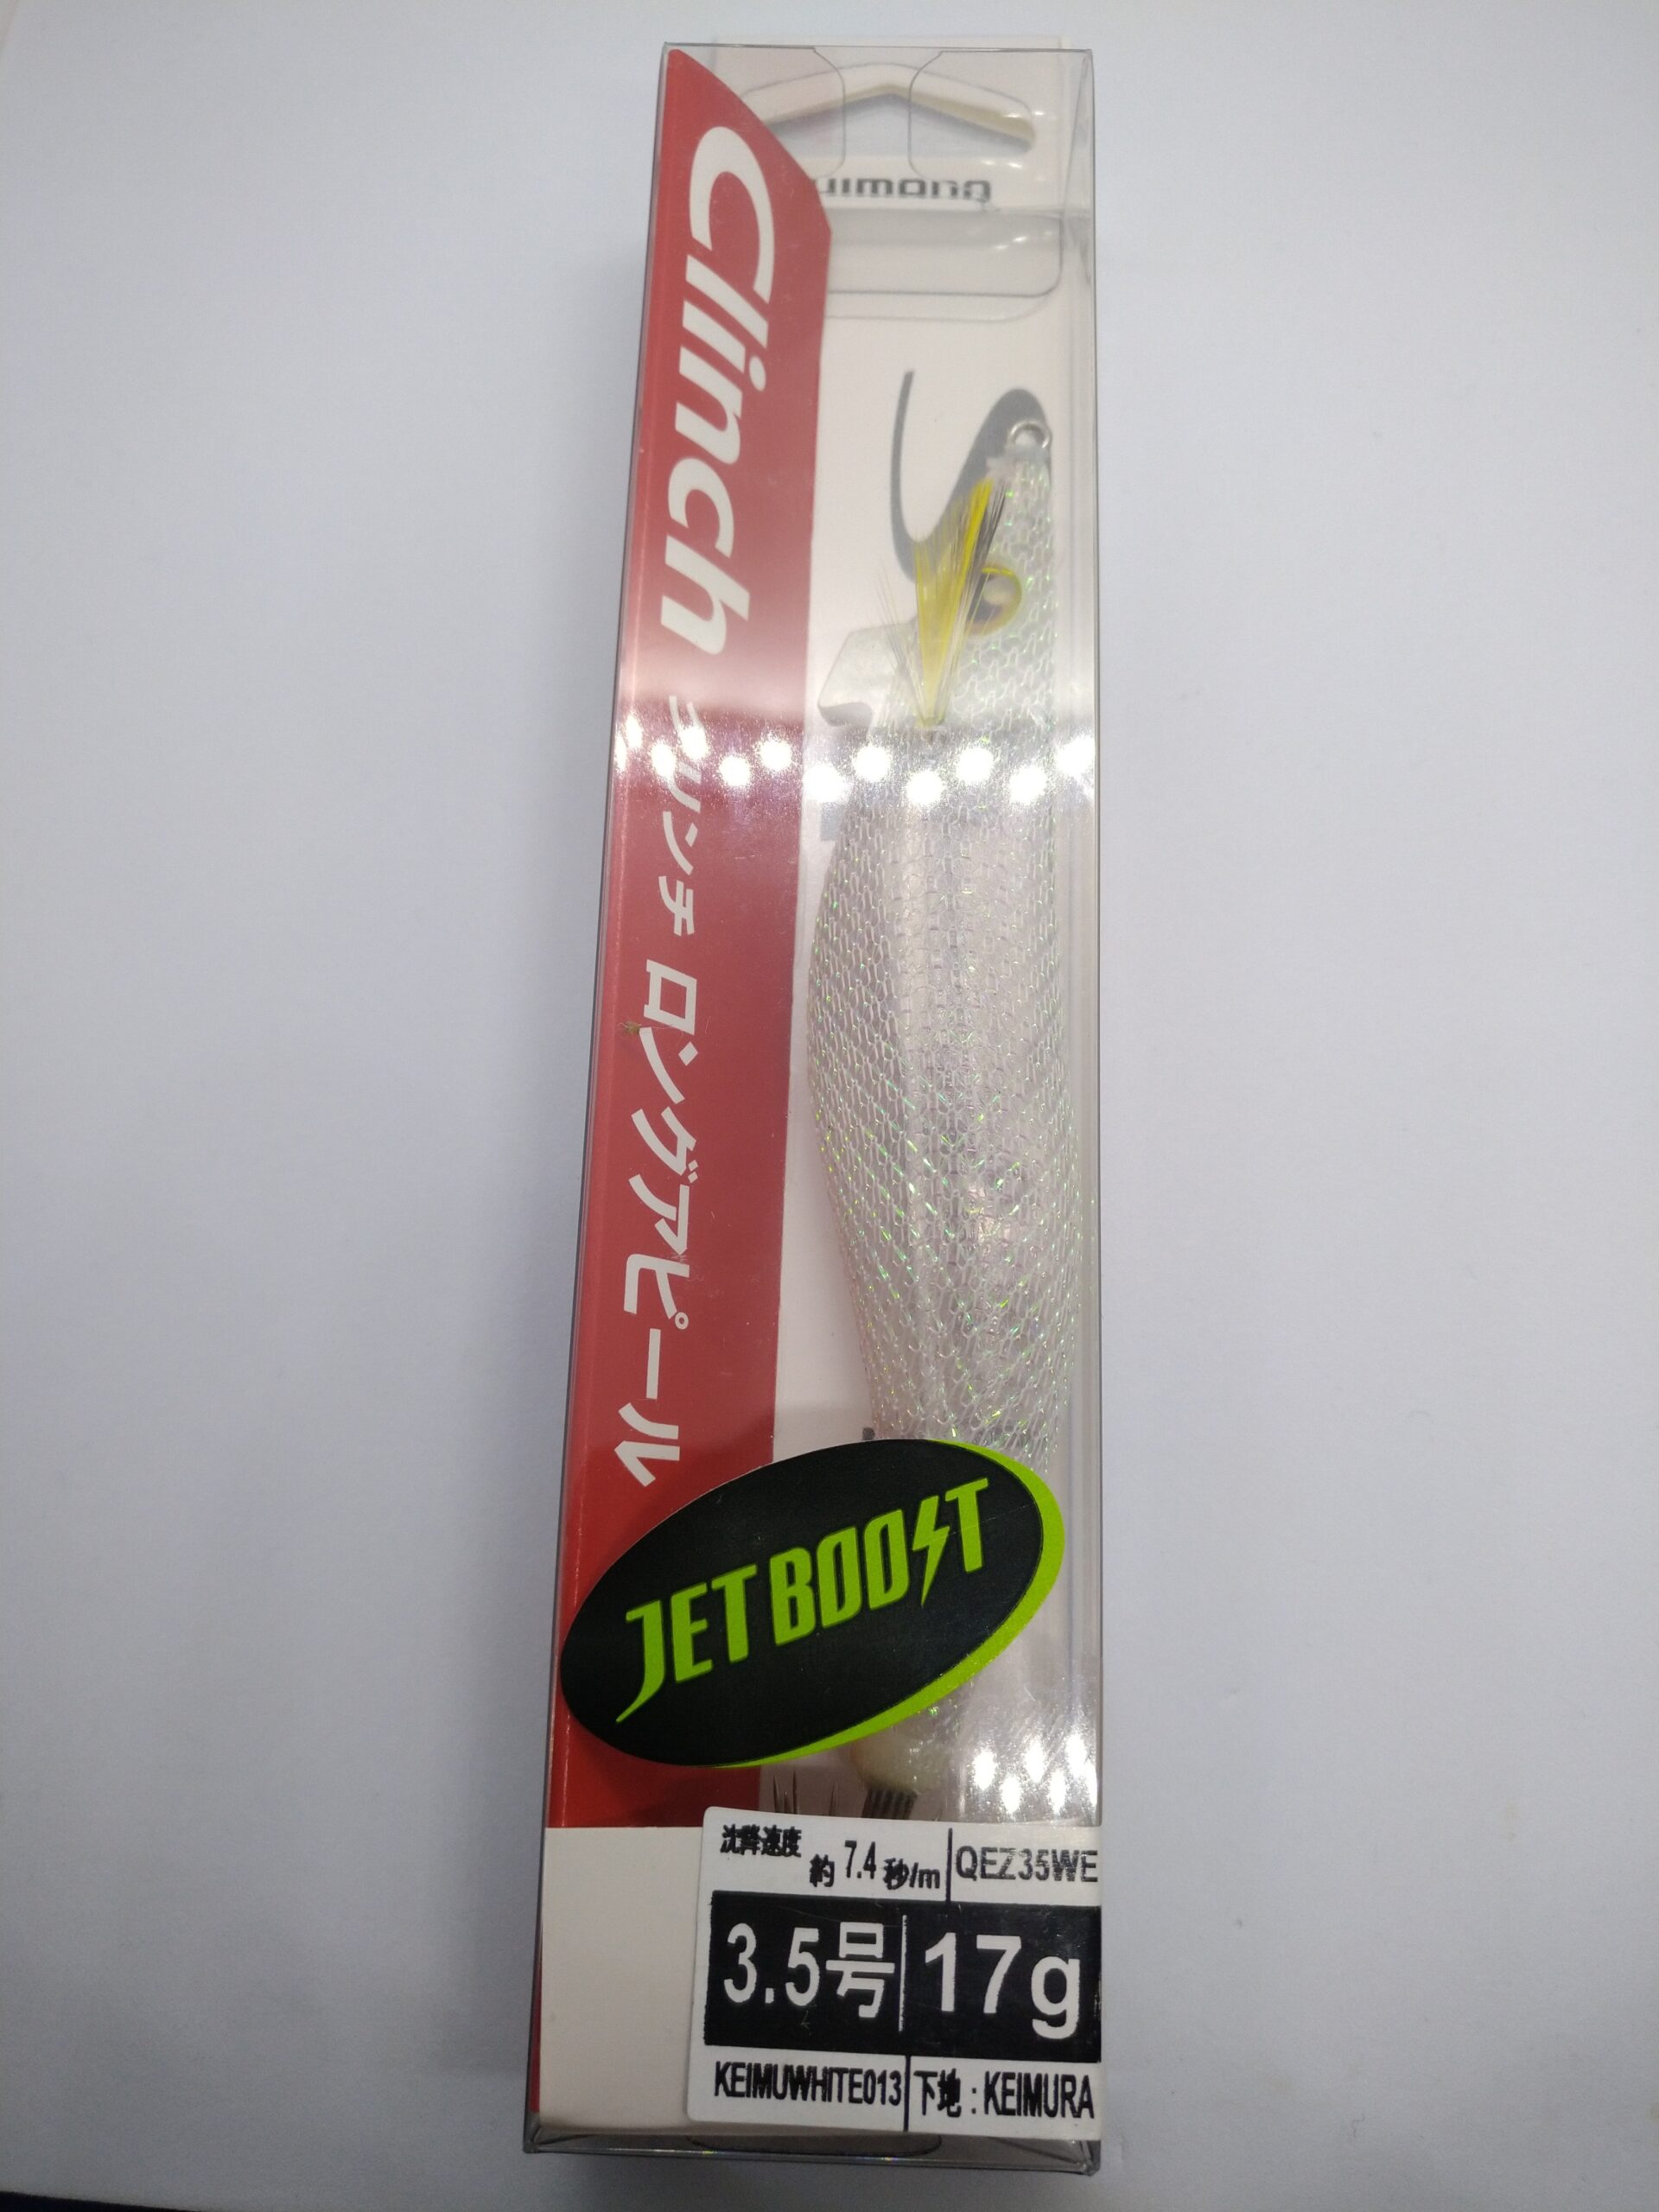 Clinch
クリンチ ロングアピール
JET BOOST
沈降速度
約 7.4 秒/m
QEZ35WE
3.5号
17g
KEIMUWHITE013
下地 : KEIMURA